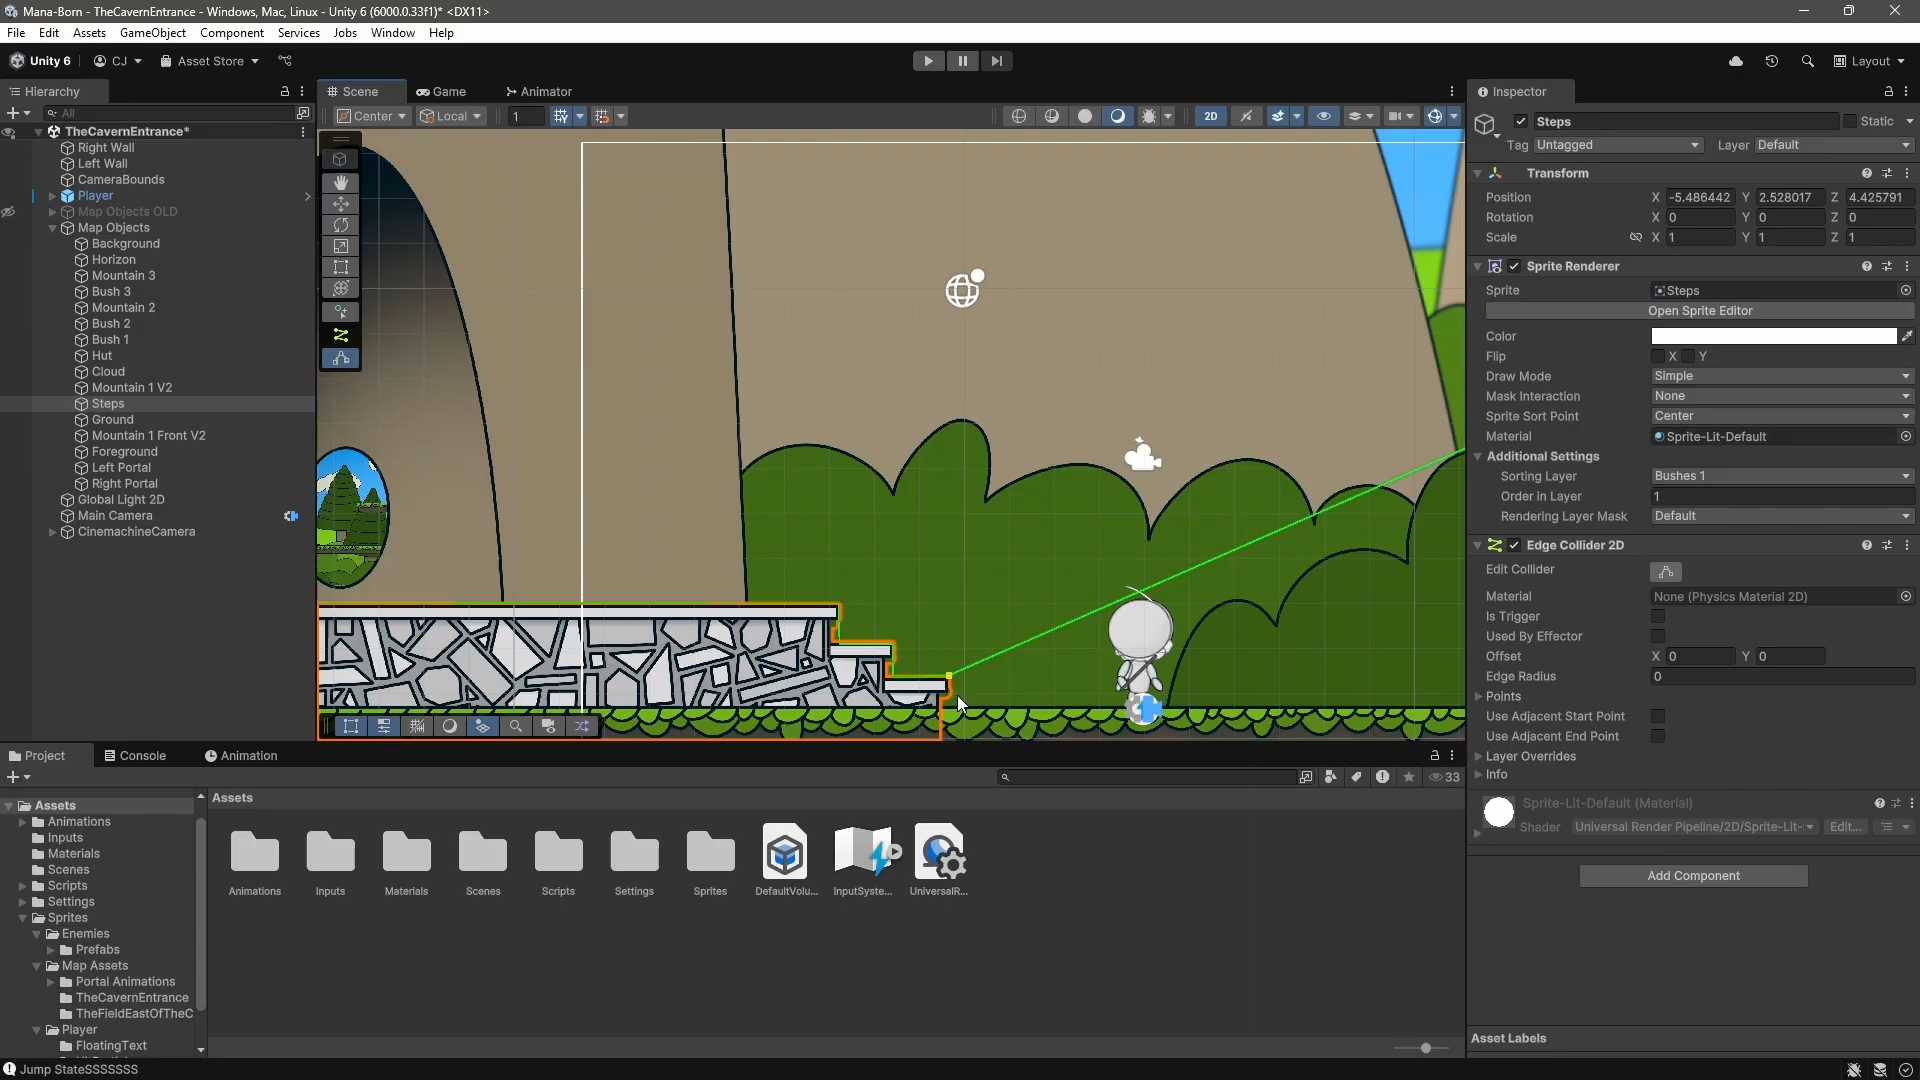 Mana-Born - TheCavernEntrance - Windows, Mac, Linux - Unity 6 (6000.0.33f1)* <DX11>
File Edit Assets GameObject Component Services Jobs Window Help
Unity 6 CJ Asset Store Layout
Hierarchy
All
TheCavernEntrance*
Right Wall
Left Wall
CameraBounds
Player
Map Objects OLD
Map Objects
Background
Horizon
Mountain 3
Bush 3
Mountain 2
Bush 2
Bush 1
Hut
Cloud
Mountain 1 V2
Steps
Ground
Mountain 1 Front V2
Foreground
Left Portal
Right Portal
Global Light 2D
Main Camera
CinemachineCamera
Scene Game Animator
Center Local 1 2D
Inspector
Steps Static
Tag Untagged Layer Default
Transform
Position X -5.486442 Y 2.528017 Z 4.425791
Rotation X 0 Y 0 Z 0
Scale X 1 Y 1 Z 1
Sprite Renderer
Sprite Steps
Open Sprite Editor
Color
Flip X Y
Draw Mode Simple
Mask Interaction None
Sprite Sort Point Center
Material Sprite-Lit-Default
Additional Settings
Sorting Layer Bushes 1
Order in Layer 1
Rendering Layer Mask Default
Edge Collider 2D
Edit Collider
Material None (Physics Material 2D)
Is Trigger
Used By Effector
Offset X 0 Y 0
Edge Radius 0
Points
Use Adjacent Start Point
Use Adjacent End Point
Layer Overrides
Info
Sprite-Lit-Default (Material)
Shader Universal Render Pipeline/2D/Sprite-Lit- Edit...
Add Component
Asset Labels
Project Console Animation
33
Assets
Animations
Inputs
Materials
Scenes
Scripts
Settings
Sprites
Enemies
Prefabs
Map Assets
Portal Animations
TheCavernEntrance
TheFieldEastOfTheC
Player
FloatingText
Assets
Animations Inputs Materials Scenes Scripts Settings Sprites DefaultVolu... InputSyste... UniversalR...
Jump StateSSSSSSS